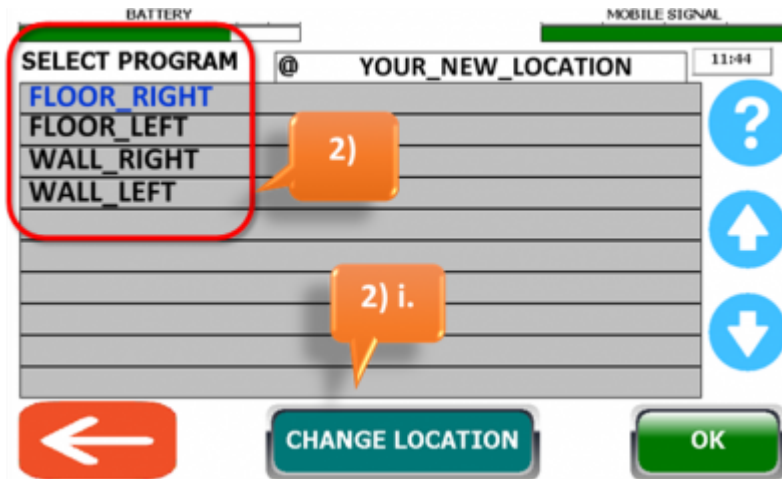 BATTERY MOBILE SIGNAL
SELECT PROGRAM @ YOUR_NEW_LOCATION 11:44
FLOOR_RIGHT
FLOOR_LEFT
WALL_RIGHT
WALL_LEFT
2)
2) i.
?
CHANGE LOCATION OK